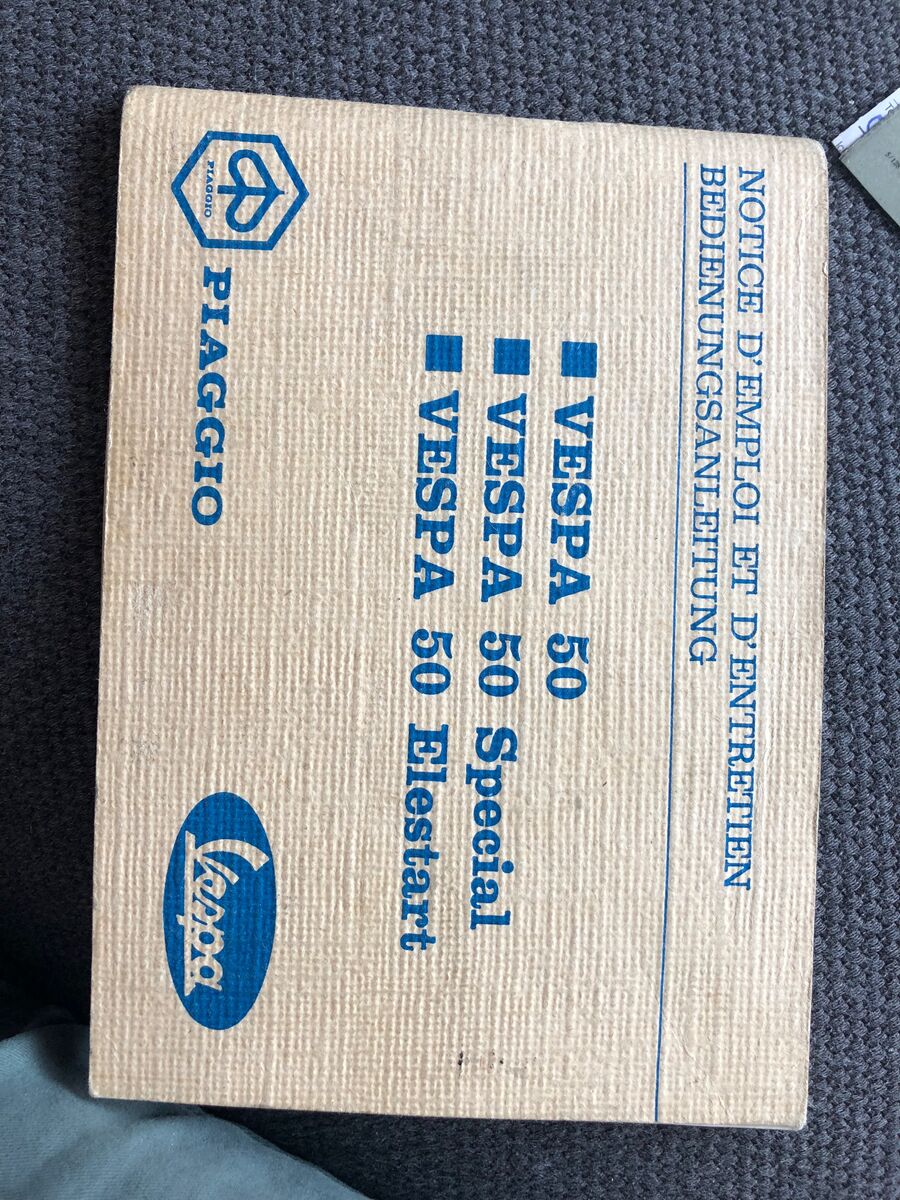 NOTICE D'EMPLOI ET D'ENTRETIEN
BEDIENUNGSANLEITUNG
VESPA 50
VESPA 50 Special
VESPA 50 Elestart
PIAGGIO
PIAGGIO
Vespa